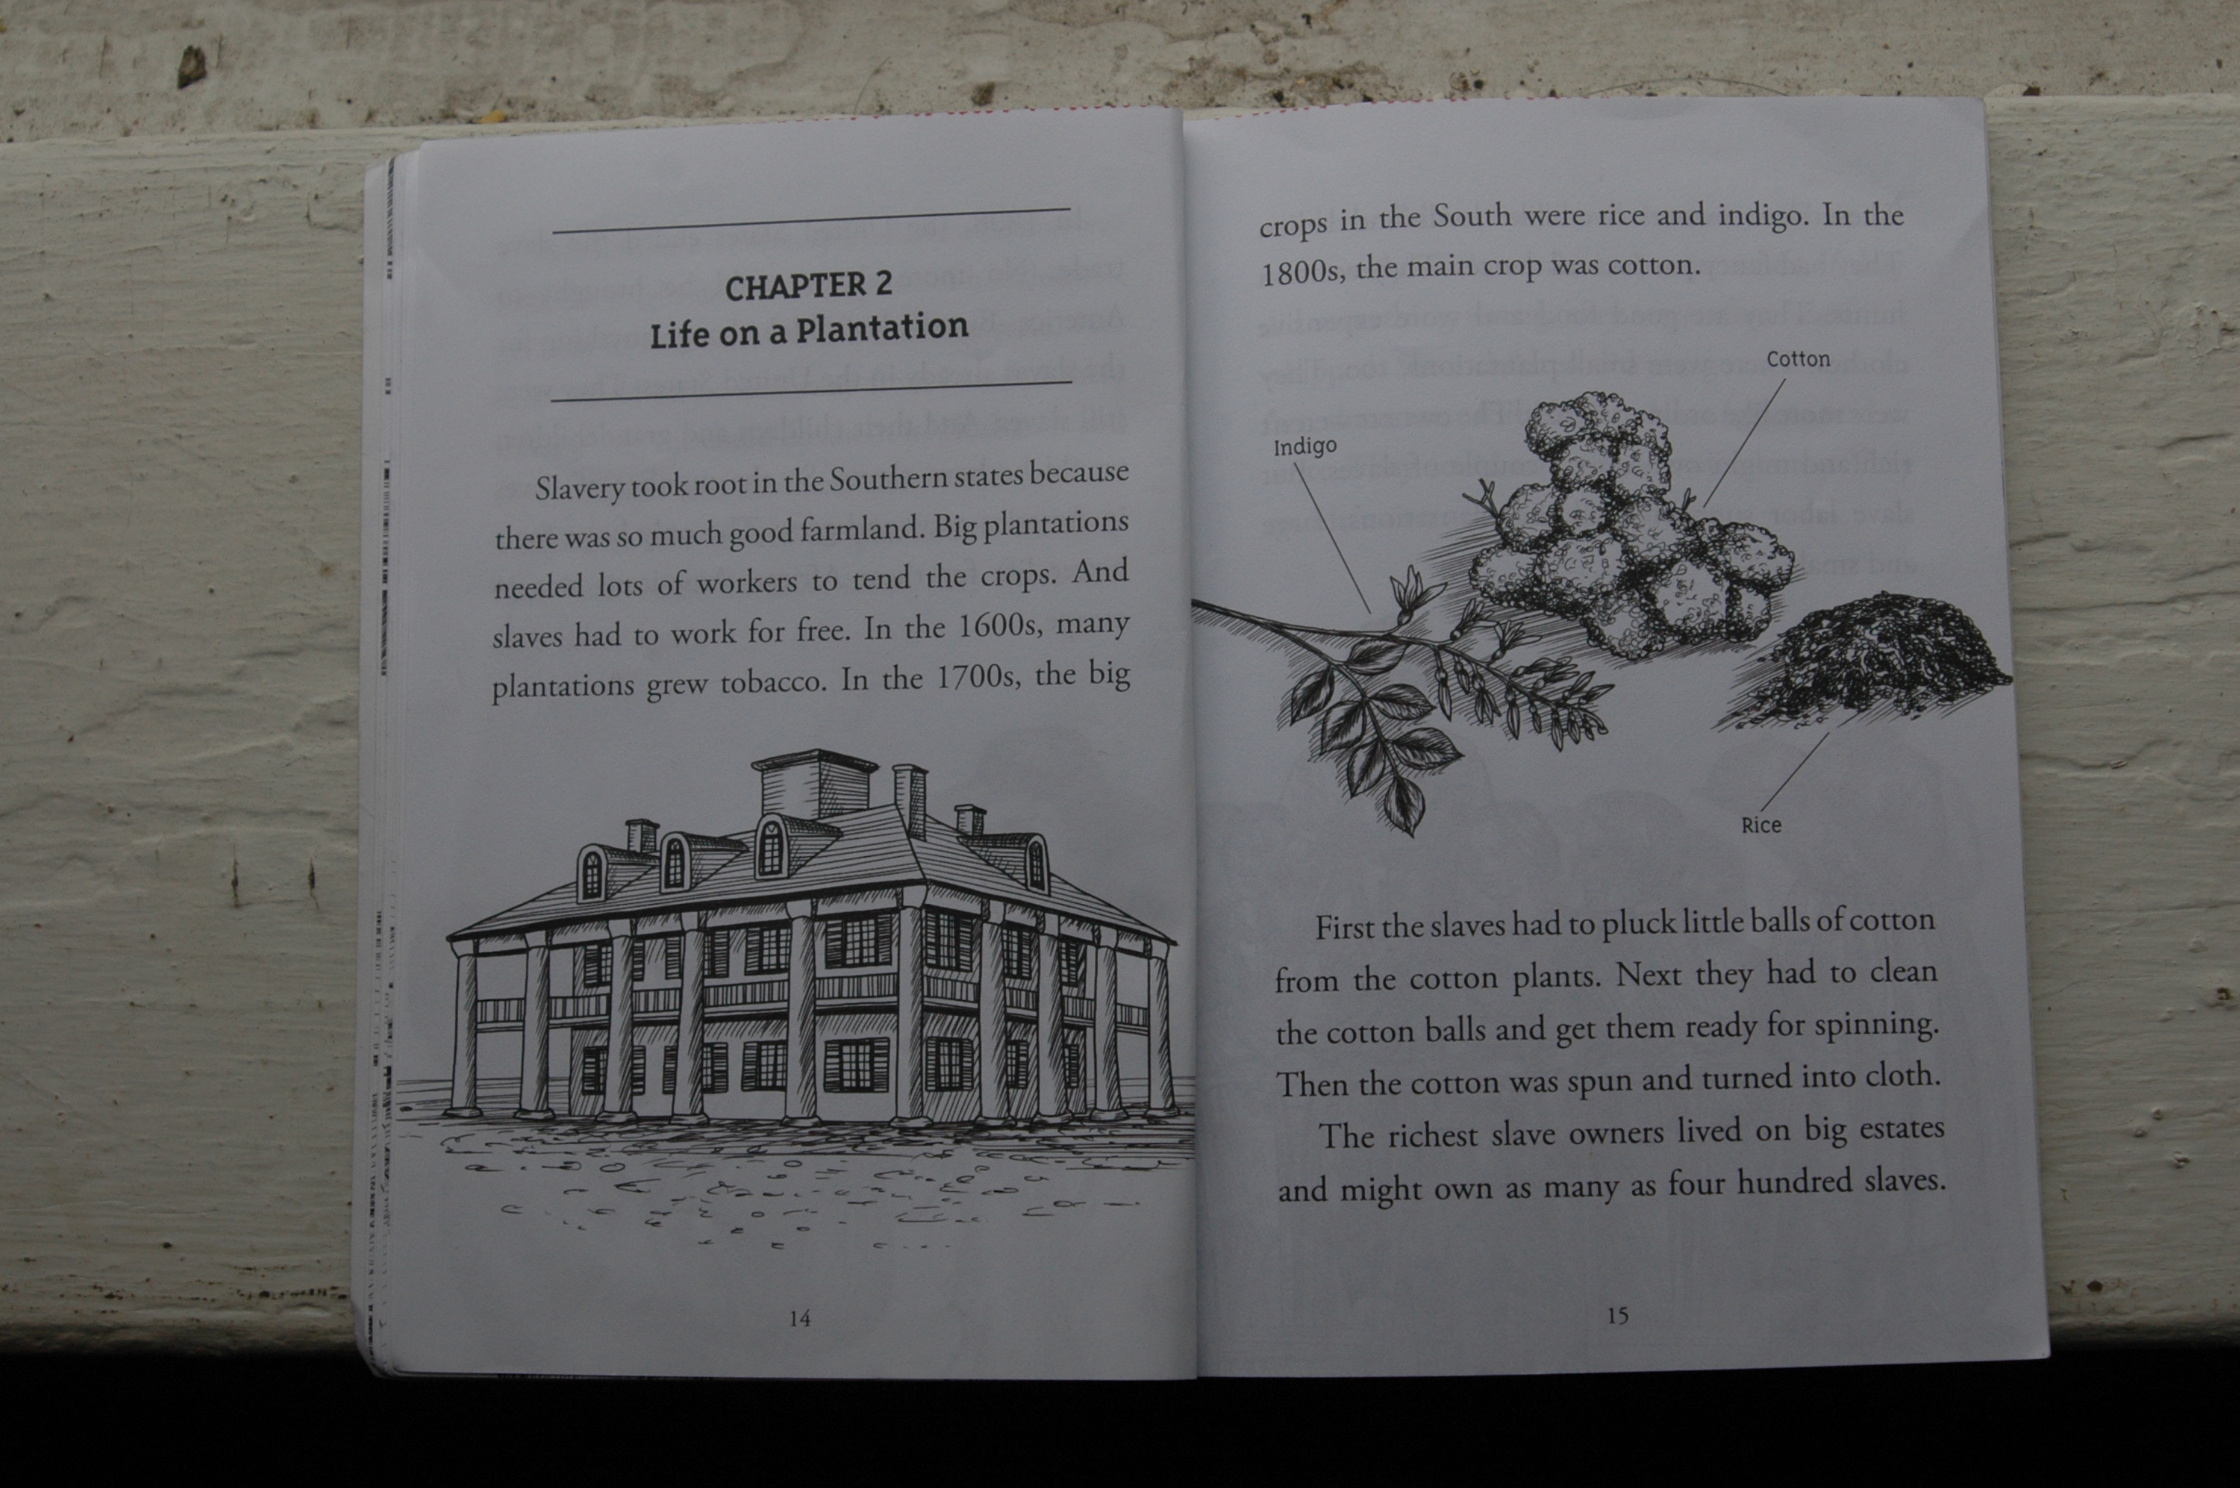 CHAPTER 2
Life on a Plantation
Slavery took root in the Southern states because
there was so much good farmland. Big plantations
needed lots of workers to tend the crops. And
slaves had to work for free. In the 1600s, many
plantations grew tobacco. In the 1700s, the big
14
crops in the South were rice and indigo. In the
1800s, the main crop was cotton.
Cotton
Indigo
Rice
First the slaves had to pluck little balls of cotton
from the cotton plants. Next they had to clean
the cotton balls and get them ready for spinning.
Then the cotton was spun and turned into cloth.
The richest slave owners lived on big estates
and might own as many as four hundred slaves.
15